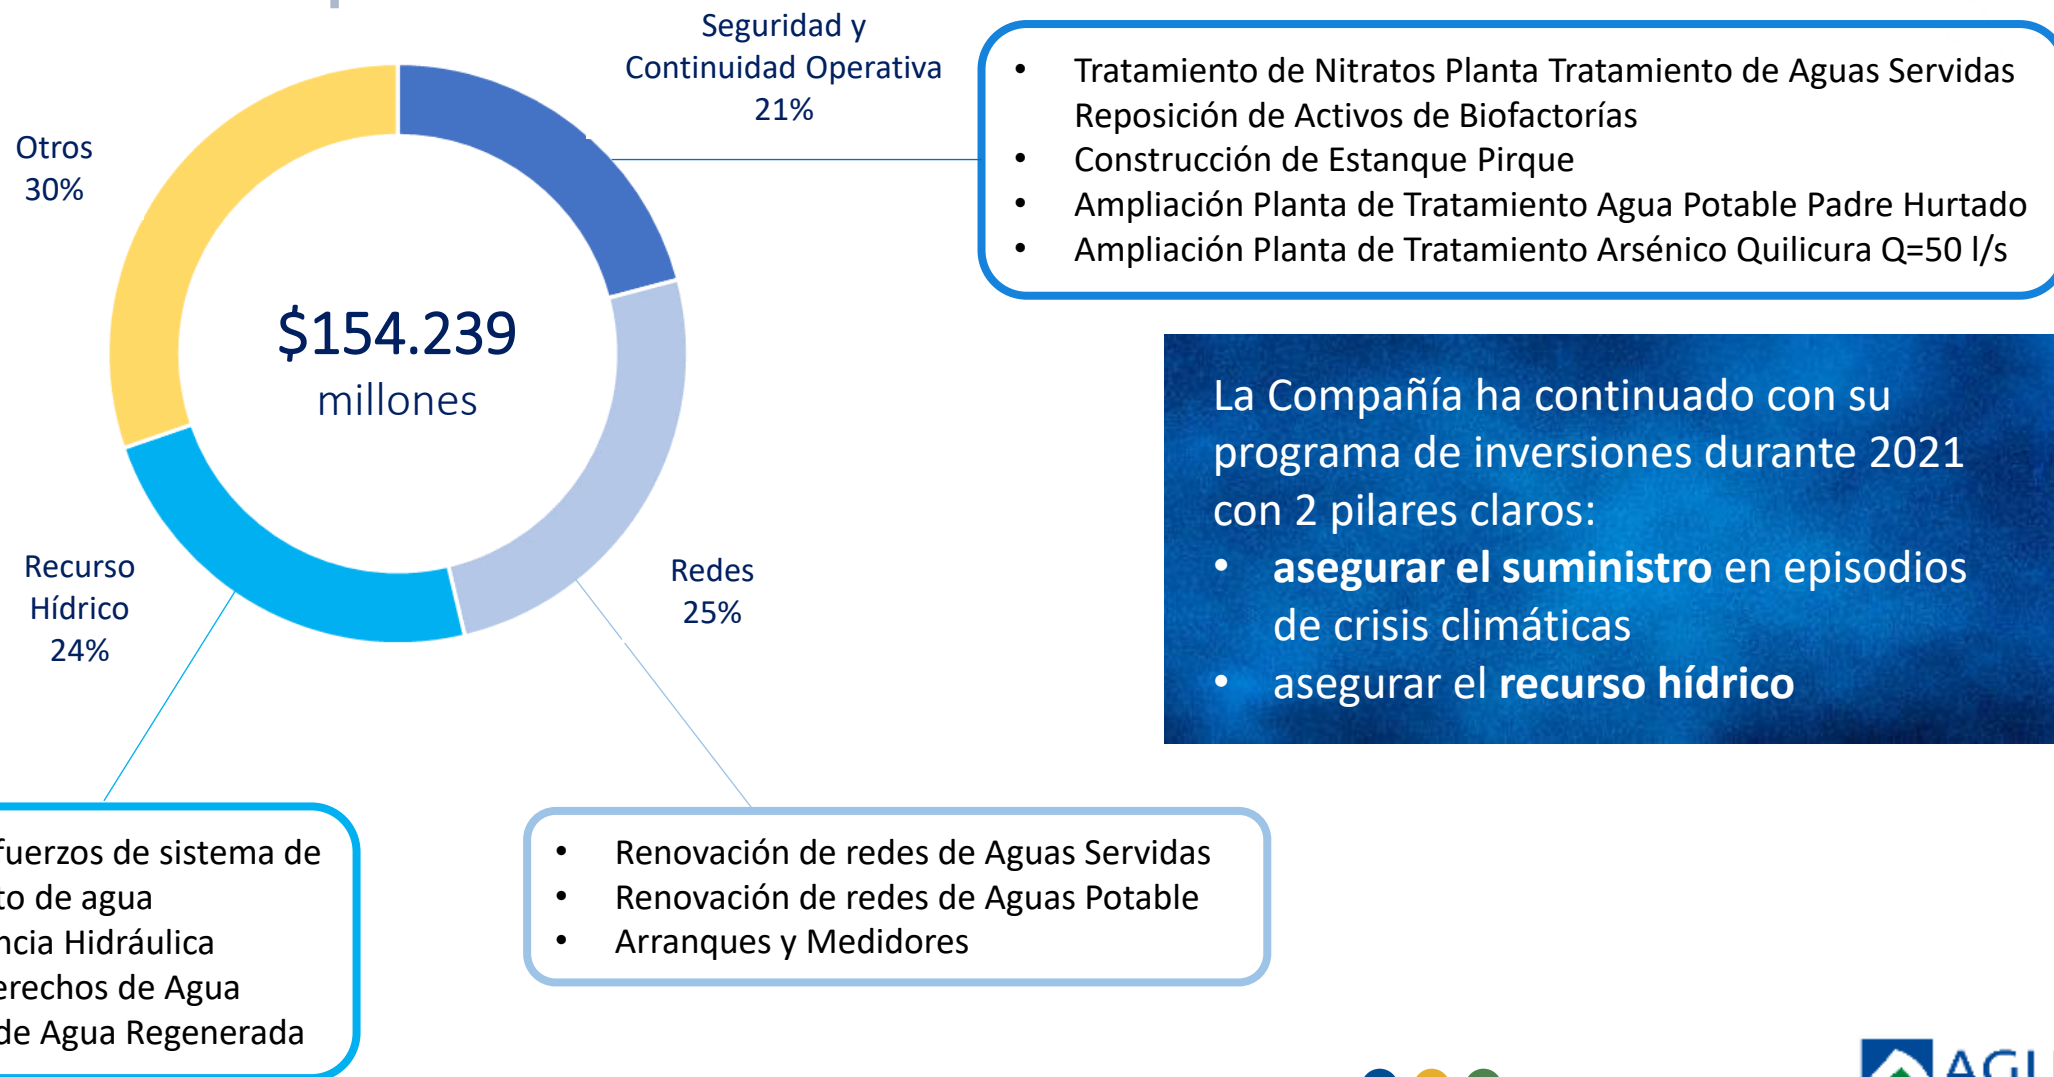 Seguridad y
Continuidad Operativa
21%
Otros
30%
$154.239
millones
Recurso
Hídrico
24%
Redes
25%
• Tratamiento de Nitratos Planta Tratamiento de Aguas Servidas
Reposición de Activos de Biofactorías
• Construcción de Estanque Pirque
• Ampliación Planta de Tratamiento Agua Potable Padre Hurtado
• Ampliación Planta de Tratamiento Arsénico Quilicura Q=50 l/s
La Compañía ha continuado con su
programa de inversiones durante 2021
con 2 pilares claros:
• asegurar el suministro en episodios
de crisis climáticas
• asegurar el recurso hídrico
fuerzos de sistema de
to de agua
ncia Hidráulica
erechos de Agua
de Agua Regenerada
• Renovación de redes de Aguas Servidas
• Renovación de redes de Aguas Potable
• Arranques y Medidores